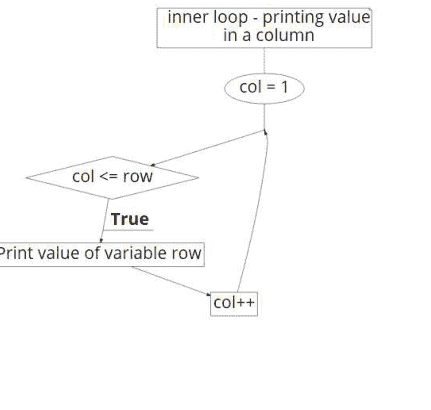 inner loop - printing value
in a column
col = 1
col <= row
True
Print value of variable row
col++